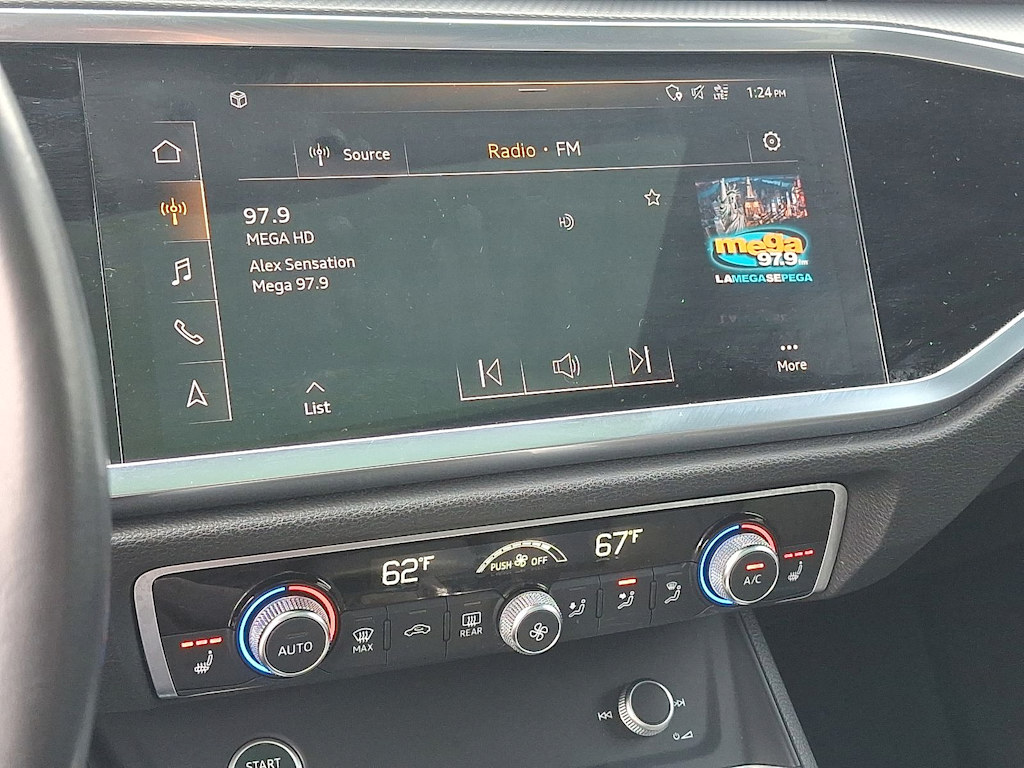 1:24 PM
Source
Radio · FM
97.9
MEGA HD
Alex Sensation
Mega 97.9
mega
97.9 fm
LAMEGASEPEGA
List
More
62°F
PUSH OFF
67°F
AUTO
MAX
REAR
A/C
START